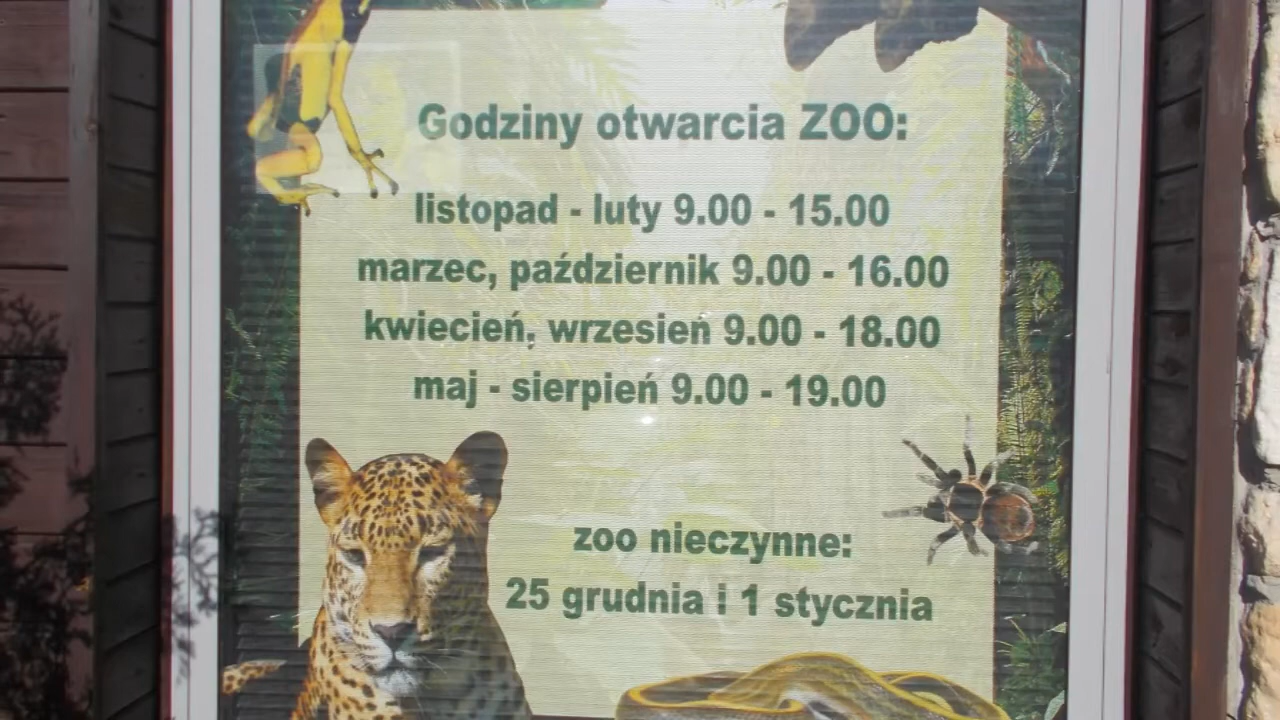 Godziny otwarcia ZOO:
listopad - luty 9.00 - 15.00
marzec, październik 9.00 - 16.00
kwiecień, wrzesień 9.00 - 18.00
maj - sierpień 9.00 - 19.00
zoo nieczynne:
25 grudnia i 1 stycznia